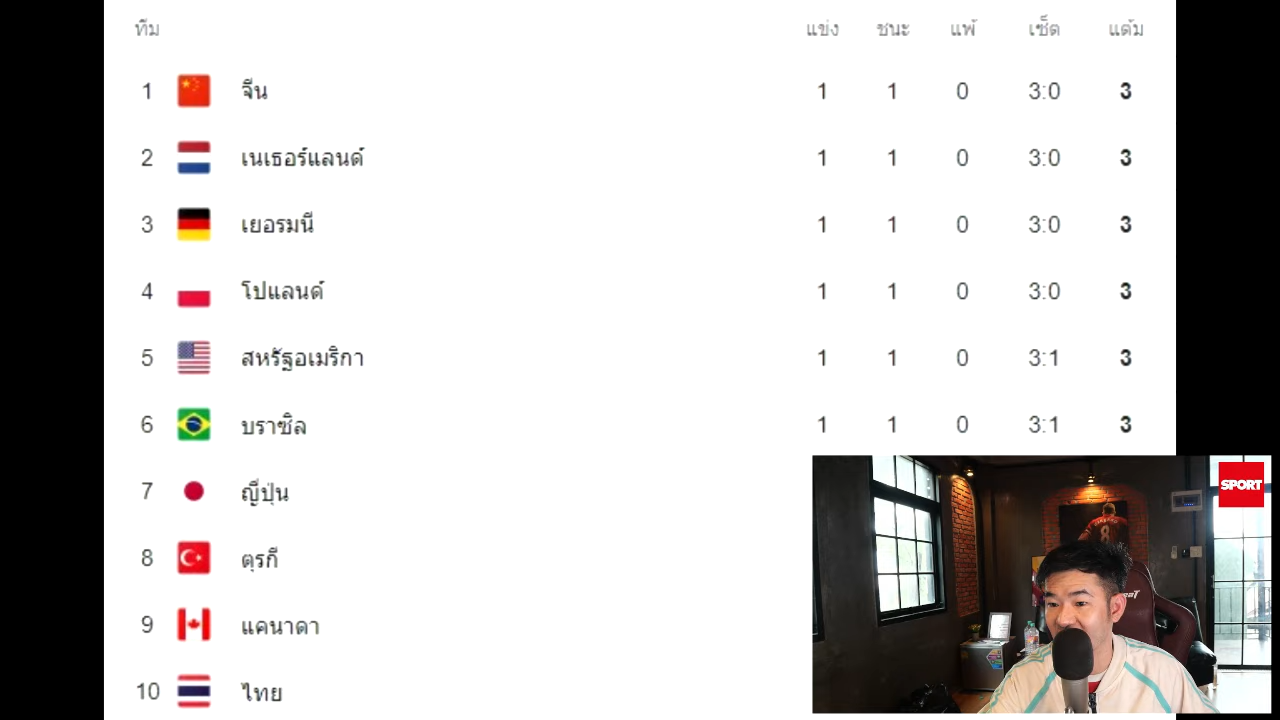 ทีม แข่ง ชนะ แพ้ เซ็ต แต้ม
1 จีน 1 1 0 3:0 3
2 เนเธอร์แลนด์ 1 1 0 3:0 3
3 เยอรมนี 1 1 0 3:0 3
4 โปแลนด์ 1 1 0 3:0 3
5 สหรัฐอเมริกา 1 1 0 3:1 3
6 บราซิล 1 1 0 3:1 3
7 ญี่ปุ่น
8 ตุรกี
9 แคนาดา
10 ไทย
SPORT
8